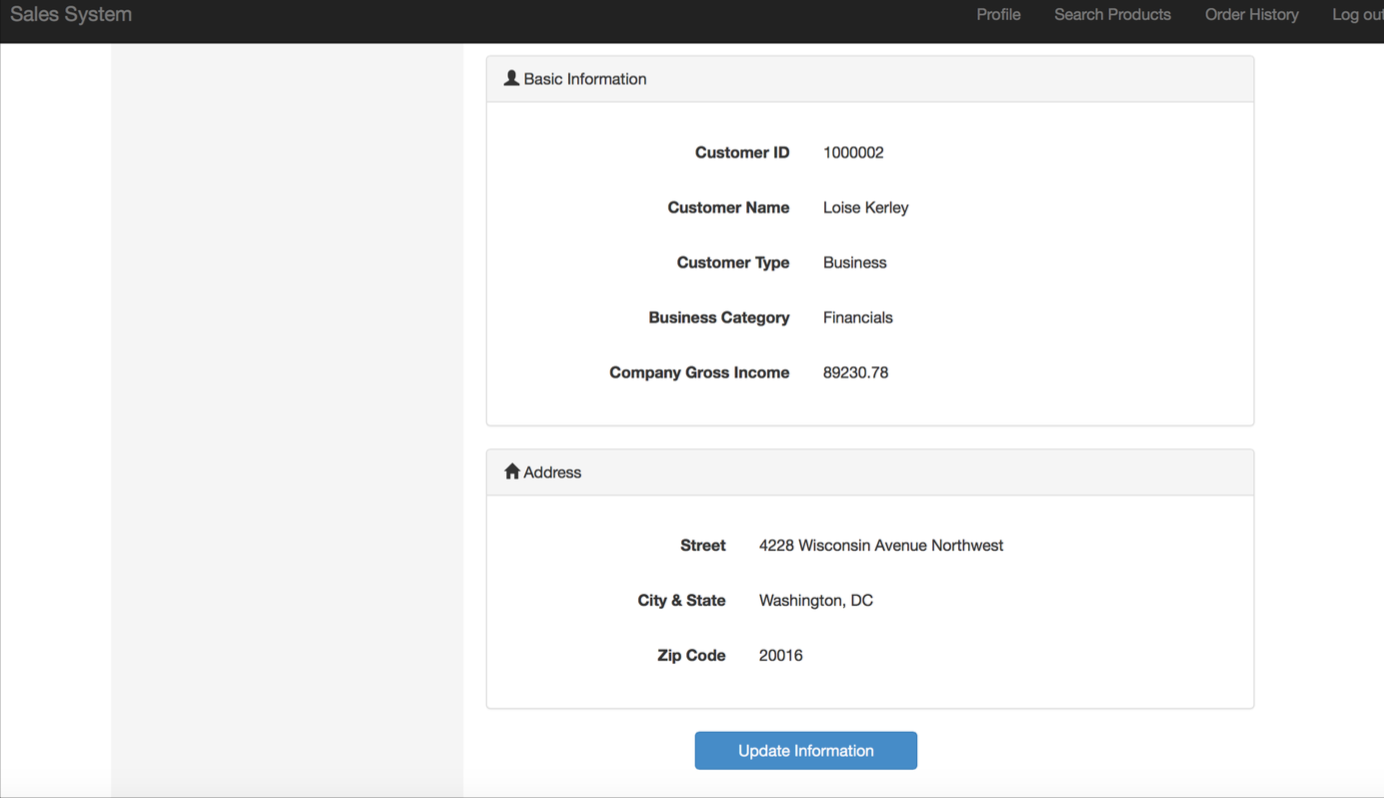 Sales System Profile Search Products Order History Log out
Basic Information
Customer ID 1000002
Customer Name Loise Kerley
Customer Type Business
Business Category Financials
Company Gross Income 89230.78
Address
Street 4228 Wisconsin Avenue Northwest
City & State Washington, DC
Zip Code 20016
Update Information